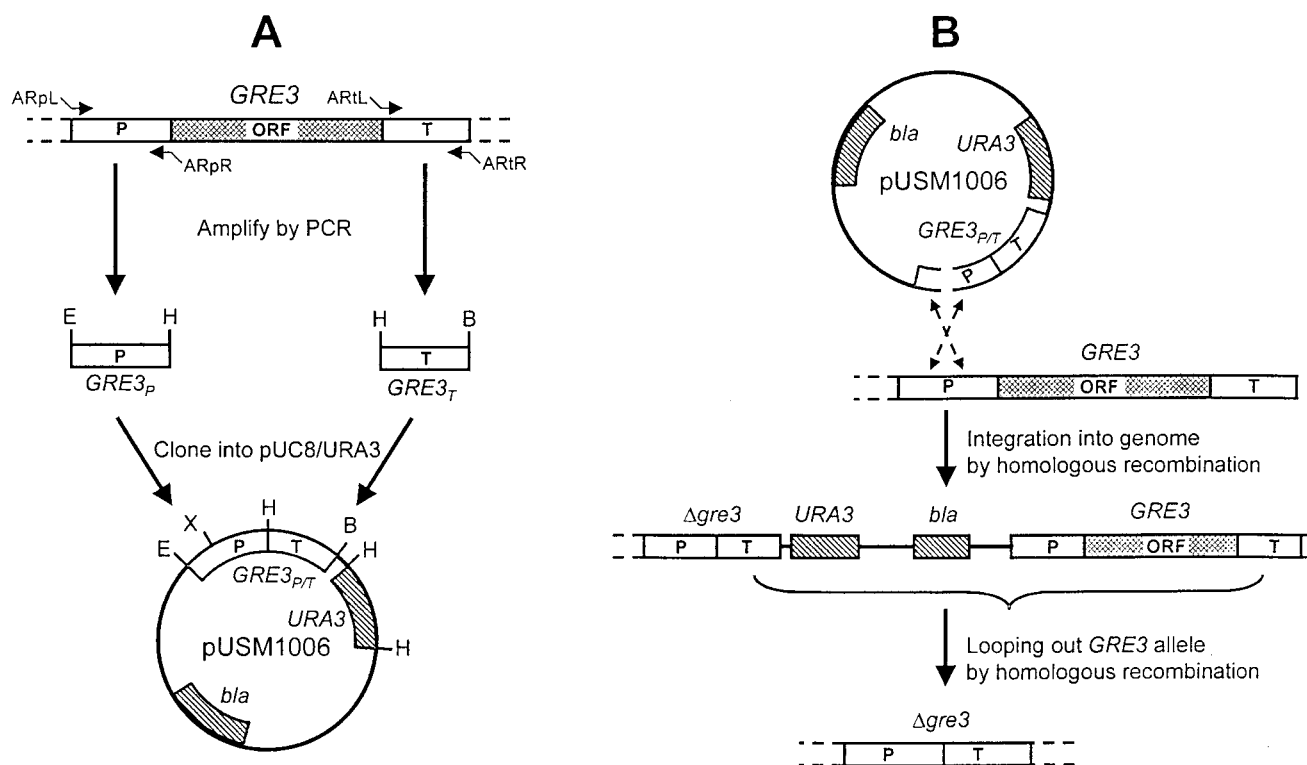 A
GRE3
ARpL
ARtL
P
ORF
T
ARpR
ARtR
Amplify by PCR
E
H
H
B
P
T
GRE3P
GRE3T
Clone into pUC8/URA3
E
X
H
B
H
P
T
GRE3P/T
URA3
pUSM1006
H
bla
B
bla
URA3
pUSM1006
GRE3P/T
P
T
GRE3
P
ORF
T
Integration into genome
by homologous recombination
Δgre3
URA3
bla
GRE3
P
T
P
ORF
T
Looping out GRE3 allele
by homologous recombination
Δgre3
P
T